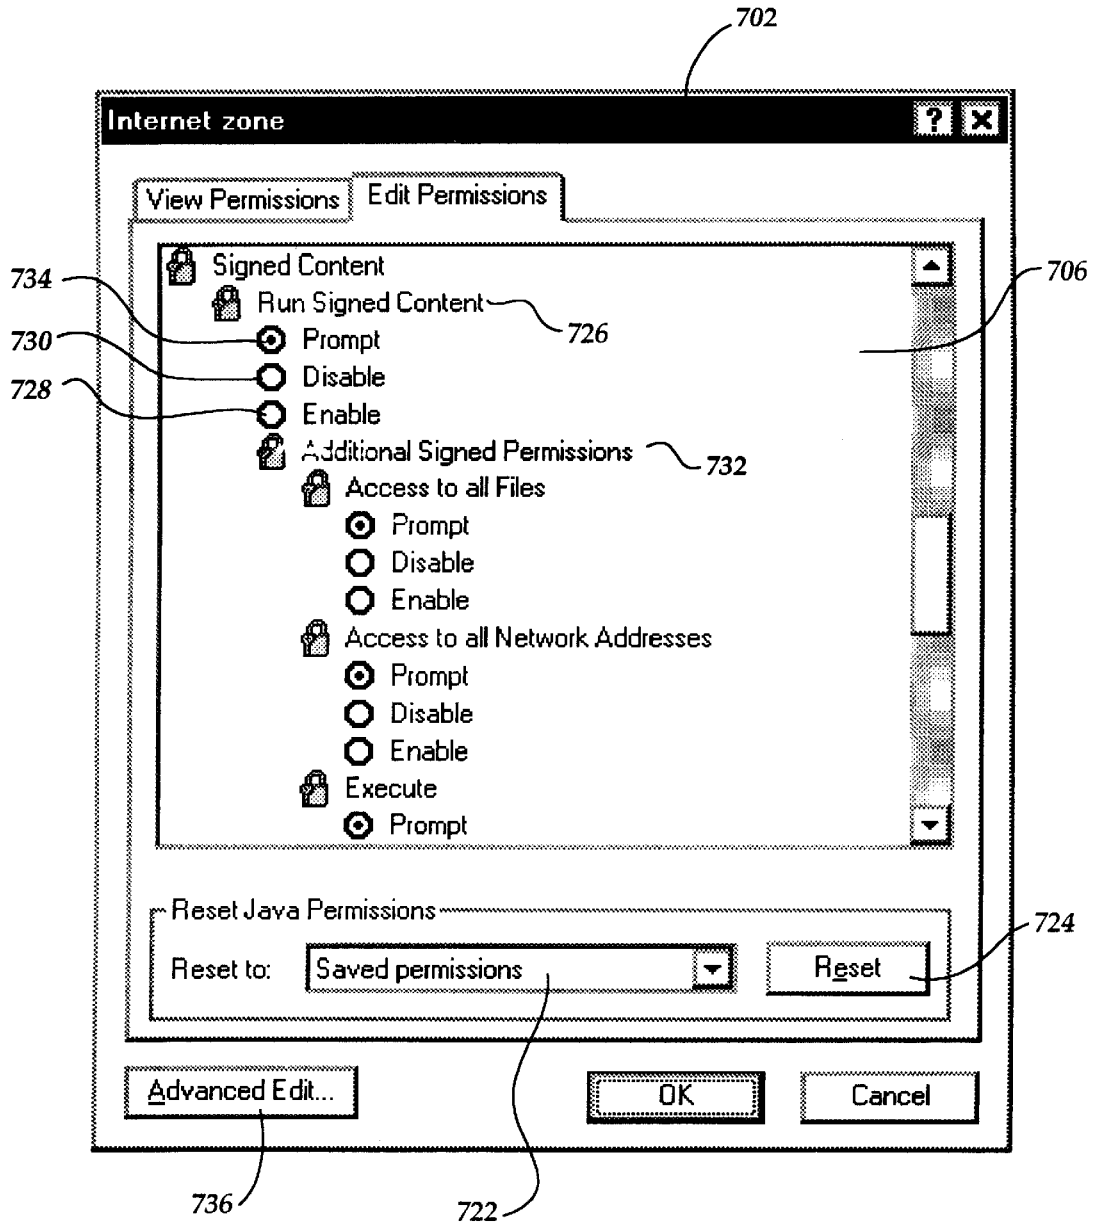 702
Internet zone
View Permissions
Edit Permissions
Signed Content
734
706
Run Signed Content
726
Prompt
730
Disable
728
Enable
Additional Signed Permissions
732
Access to all Files
Prompt
Disable
Enable
Access to all Network Addresses
Prompt
Disable
Enable
Execute
Prompt
Reset Java Permissions
724
Reset to:
Saved permissions
Reset
Advanced Edit...
OK
Cancel
736
722